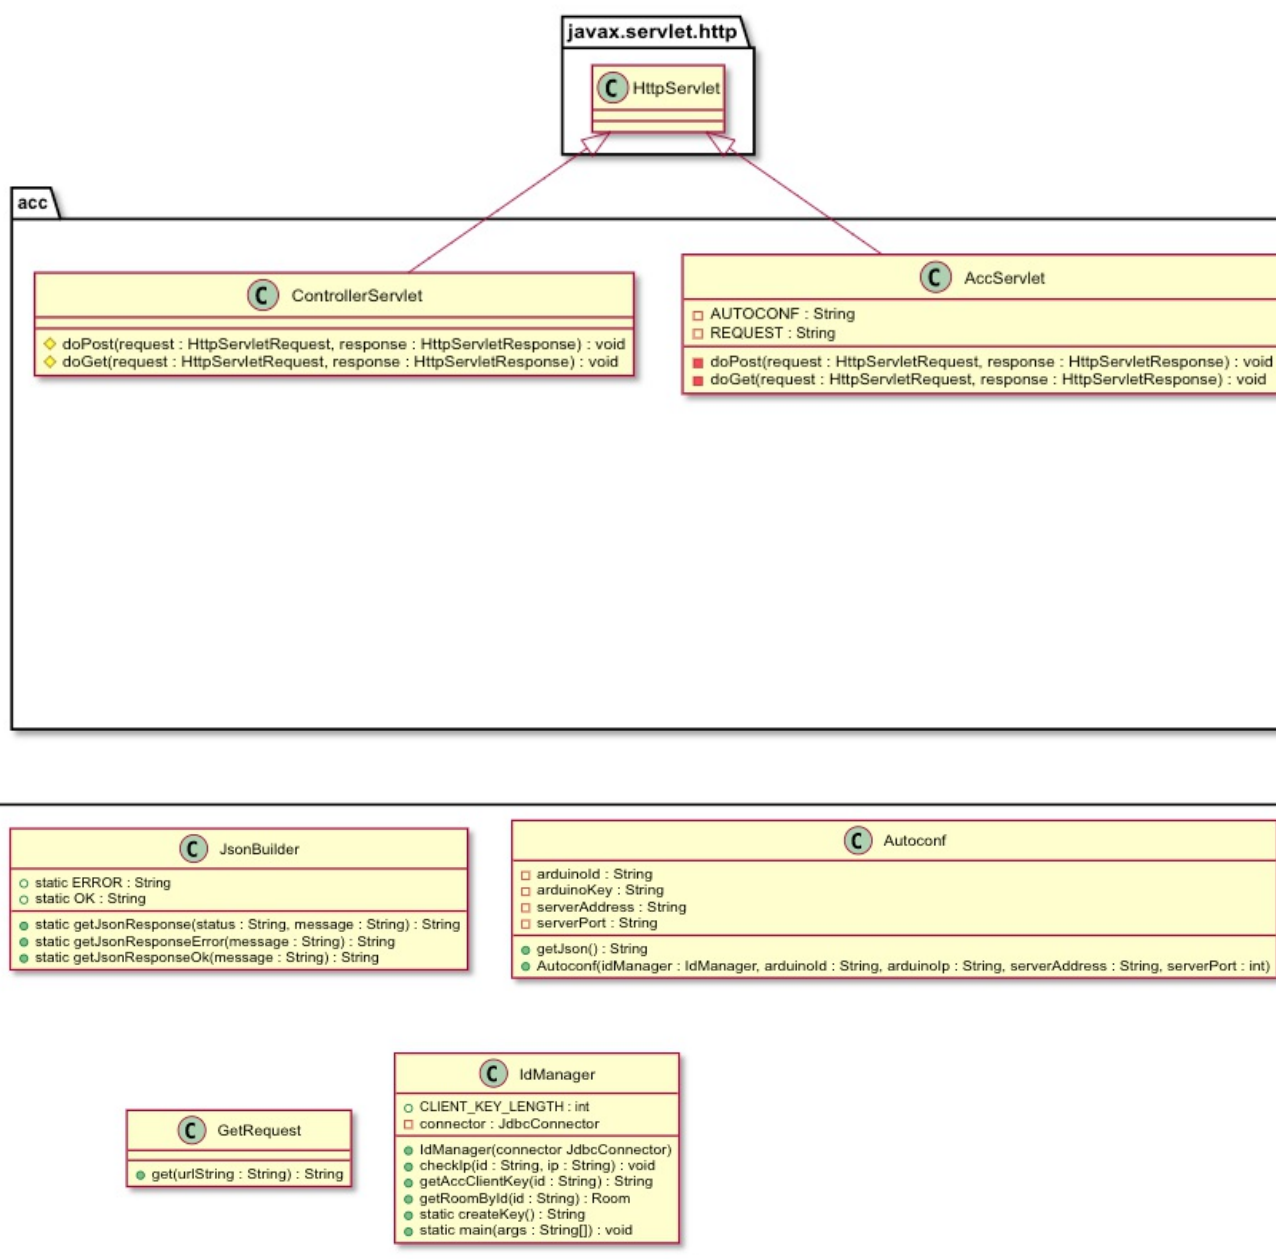 javax.servlet.http
C HttpServlet
acc
C ControllerServlet
doPost(request : HttpServletRequest, response : HttpServletResponse) : void
doGet(request : HttpServletRequest, response : HttpServletResponse) : void
C AccServlet
AUTOCONF : String
REQUEST : String
doPost(request : HttpServletRequest, response : HttpServletResponse) : void
doGet(request : HttpServletRequest, response : HttpServletResponse) : void
C JsonBuilder
static ERROR : String
static OK : String
static getJsonResponse(status : String, message : String) : String
static getJsonResponseError(message : String) : String
static getJsonResponseOk(message : String) : String
C Autoconf
arduinoId : String
arduinoKey : String
serverAddress : String
serverPort : String
getJson() : String
Autoconf(idManager : IdManager, arduinoId : String, arduinoIp : String, serverAddress : String, serverPort : int)
C GetRequest
get(urlString : String) : String
C IdManager
CLIENT_KEY_LENGTH : int
connector : JdbcConnector
IdManager(connector JdbcConnector)
checkIp(id : String, ip : String) : void
getAccClientKey(id : String) : String
getRoomById(id : String) : Room
static createKey() : String
static main(args : String[]) : void